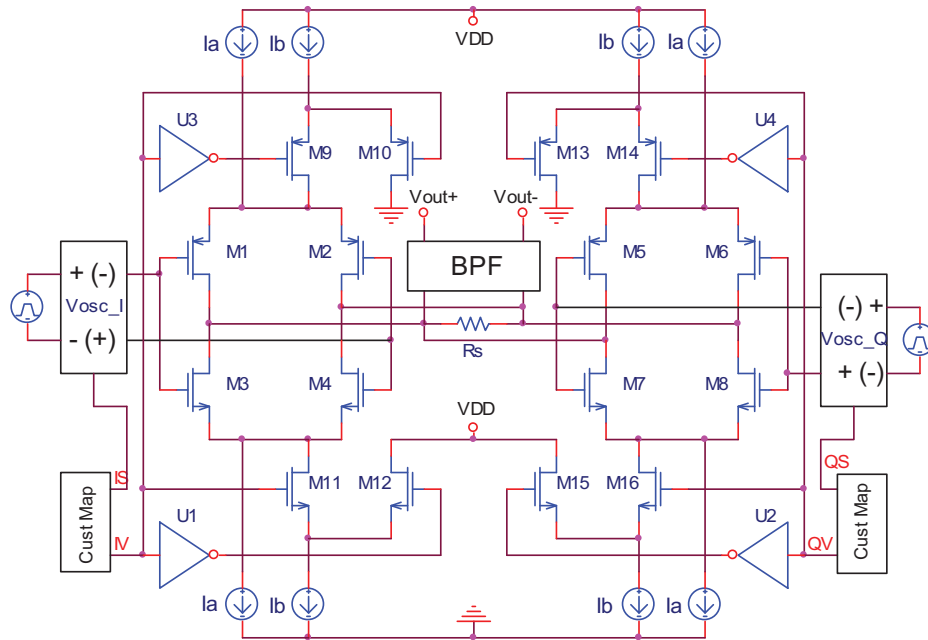 Ia Ib VDD Ib Ia
U3 U4
M9 M10 M13 M14
Vout+ Vout-
M1 M2 M5 M6
BPF
+ (-)
Vosc_I
- (+)
(-) +
Vosc_Q
+ (-)
Rs
M3 M4 M7 M8
VDD
IS QS
M11 M12 M15 M16
Cust Map Cust Map
U1 U2
IV QV
Ia Ib Ib Ia